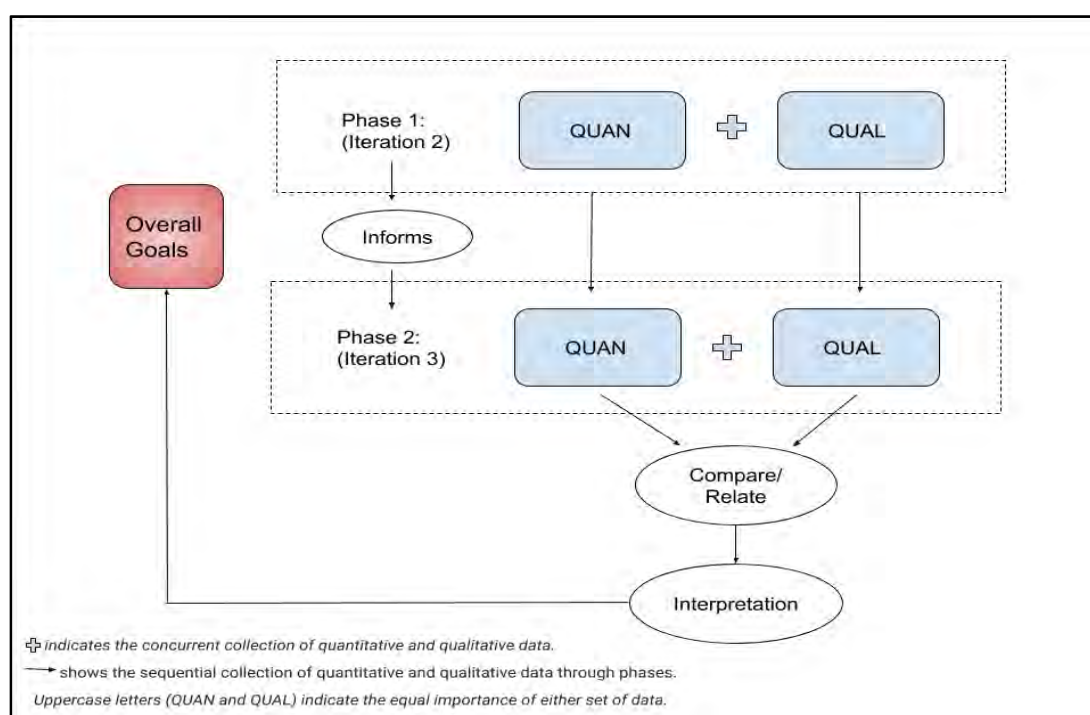 Phase 1:
(Iteration 2)
QUAN
QUAL
Overall
Goals
Informs
Phase 2:
(Iteration 3)
QUAN
QUAL
Compare/
Relate
Interpretation
indicates the concurrent collection of quantitative and qualitative data.
shows the sequential collection of quantitative and qualitative data through phases.
Uppercase letters (QUAN and QUAL) indicate the equal importance of either set of data.